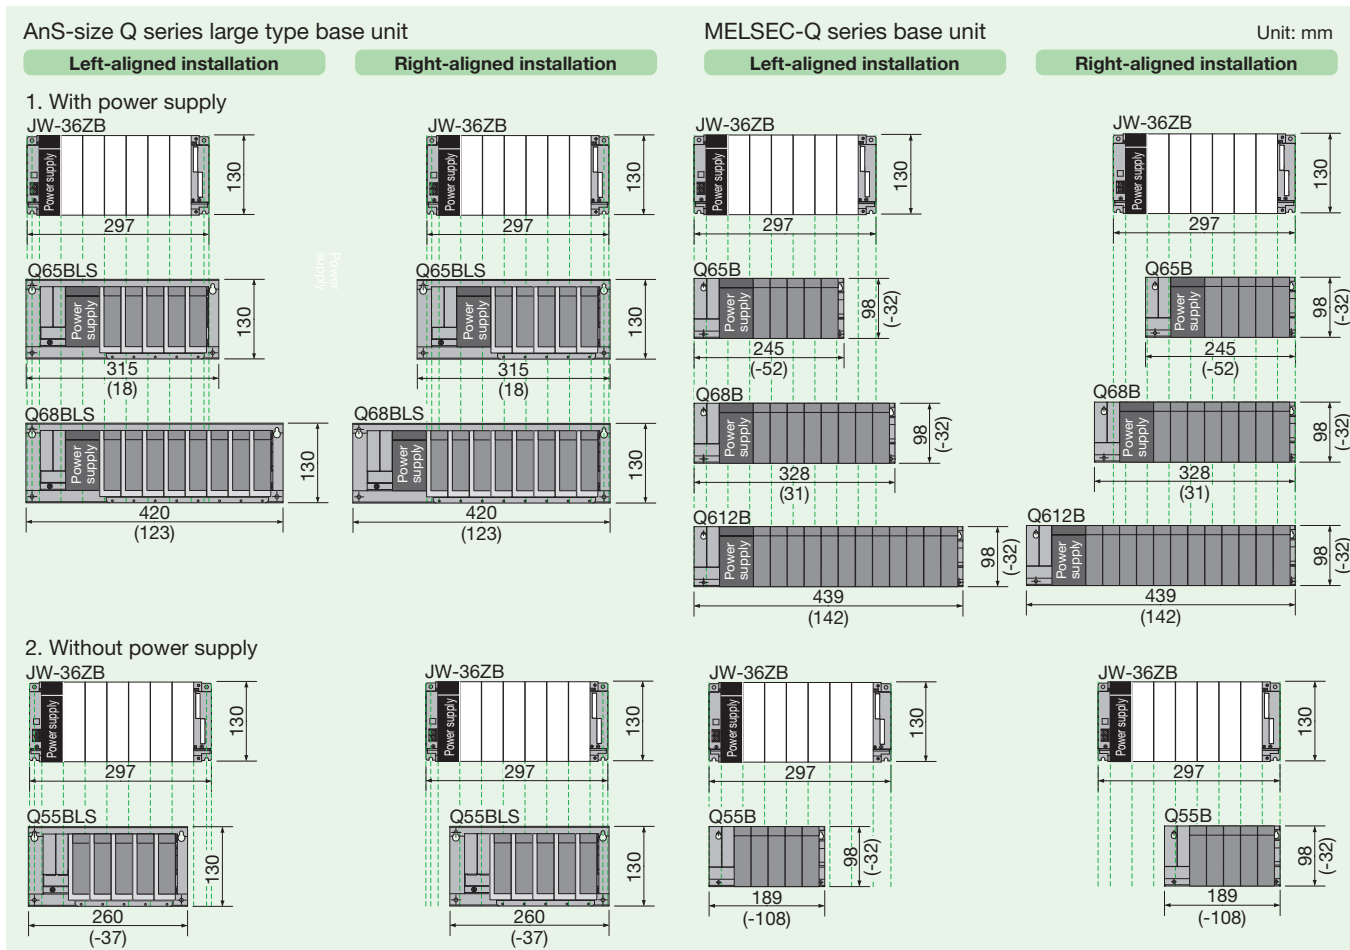 AnS-size Q series large type base unit
MELSEC-Q series base unit
Unit: mm
Left-aligned installation
Right-aligned installation
Left-aligned installation
Right-aligned installation
1. With power supply
JW-36ZB
Power supply
130
297
JW-36ZB
Power supply
130
297
JW-36ZB
Power supply
130
297
JW-36ZB
Power supply
130
297
Power
supply
Q65BLS
Power
supply
130
315
(18)
Q65BLS
Power
supply
130
315
(18)
Q65B
Power
supply
98
(-32)
245
(-52)
Q65B
Power
supply
98
(-32)
245
(-52)
Q68BLS
Power
supply
130
420
(123)
Q68BLS
Power
supply
130
420
(123)
Q68B
Power
supply
98
(-32)
328
(31)
Q68B
Power
supply
98
(-32)
328
(31)
Q612B
Power
supply
98
(-32)
439
(142)
Q612B
Power
supply
98
(-32)
439
(142)
2. Without power supply
JW-36ZB
Power supply
130
297
JW-36ZB
Power supply
130
297
JW-36ZB
Power supply
130
297
JW-36ZB
Power supply
130
297
Q55BLS
130
260
(-37)
Q55BLS
130
260
(-37)
Q55B
98
(-32)
189
(-108)
Q55B
98
(-32)
189
(-108)